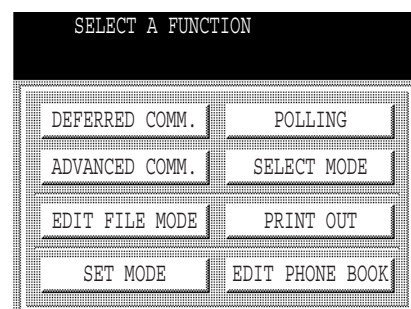 SELECT A FUNCTION
DEFERRED COMM. POLLING
ADVANCED COMM. SELECT MODE
EDIT FILE MODE PRINT OUT
SET MODE EDIT PHONE BOOK